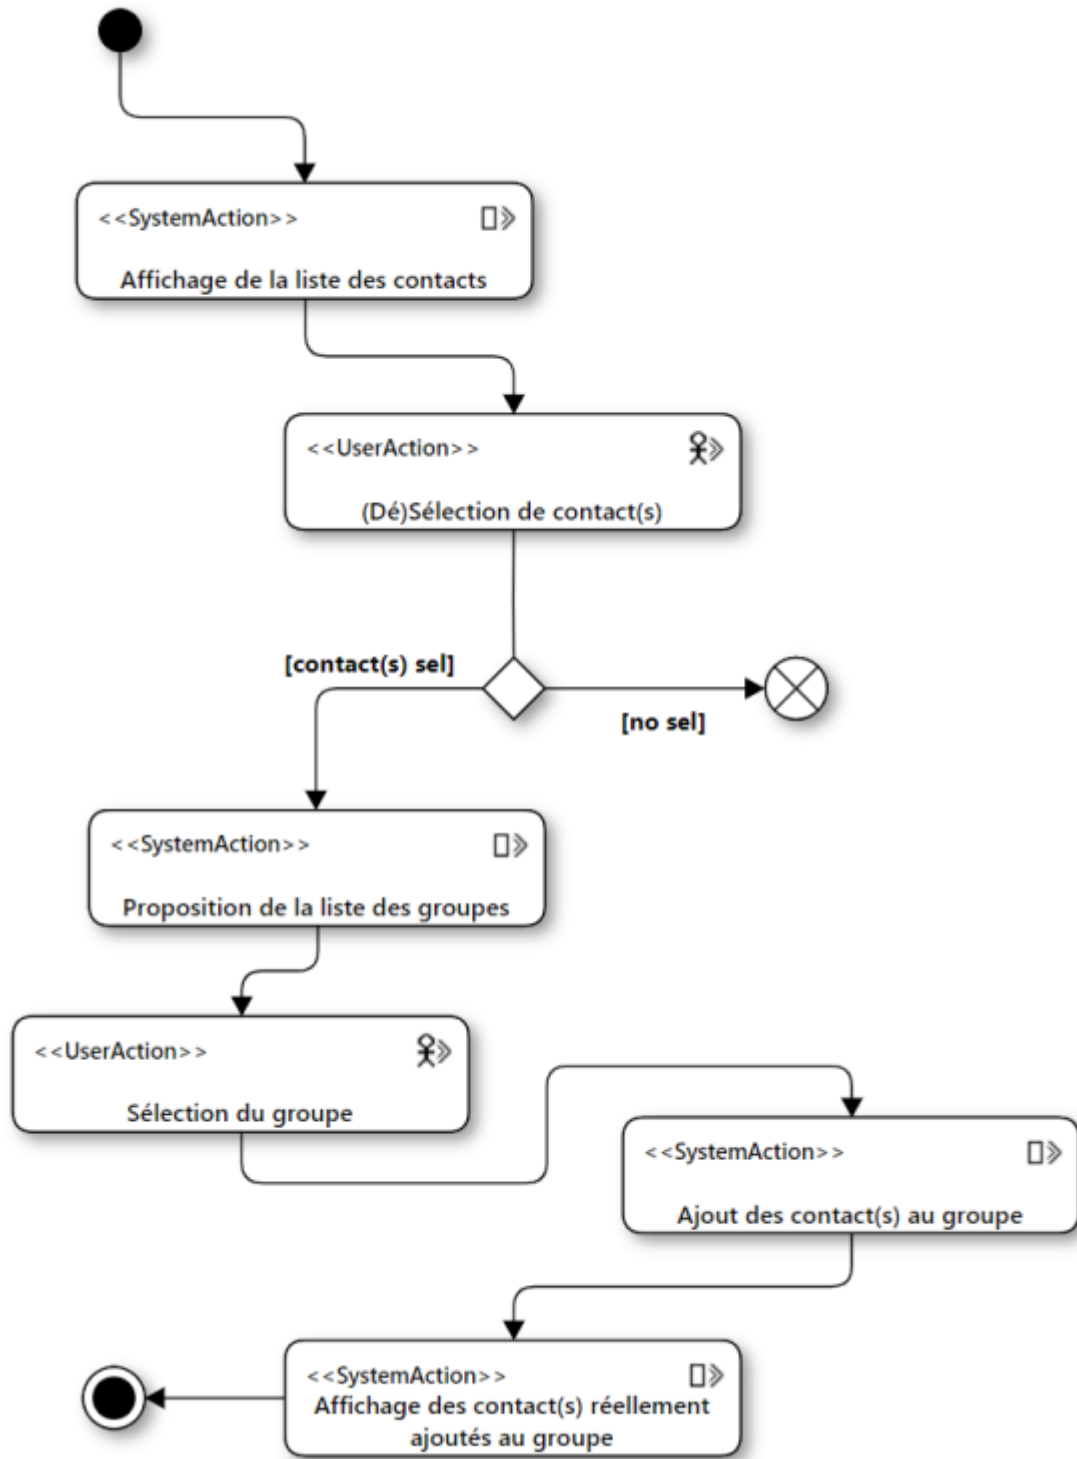 <<SystemAction>>
Affichage de la liste des contacts
<<UserAction>>
(Dé)Sélection de contact(s)
[contact(s) sel]
[no sel]
<<SystemAction>>
Proposition de la liste des groupes
<<UserAction>>
Sélection du groupe
<<SystemAction>>
Ajout des contact(s) au groupe
<<SystemAction>>
Affichage des contact(s) réellement
ajoutés au groupe